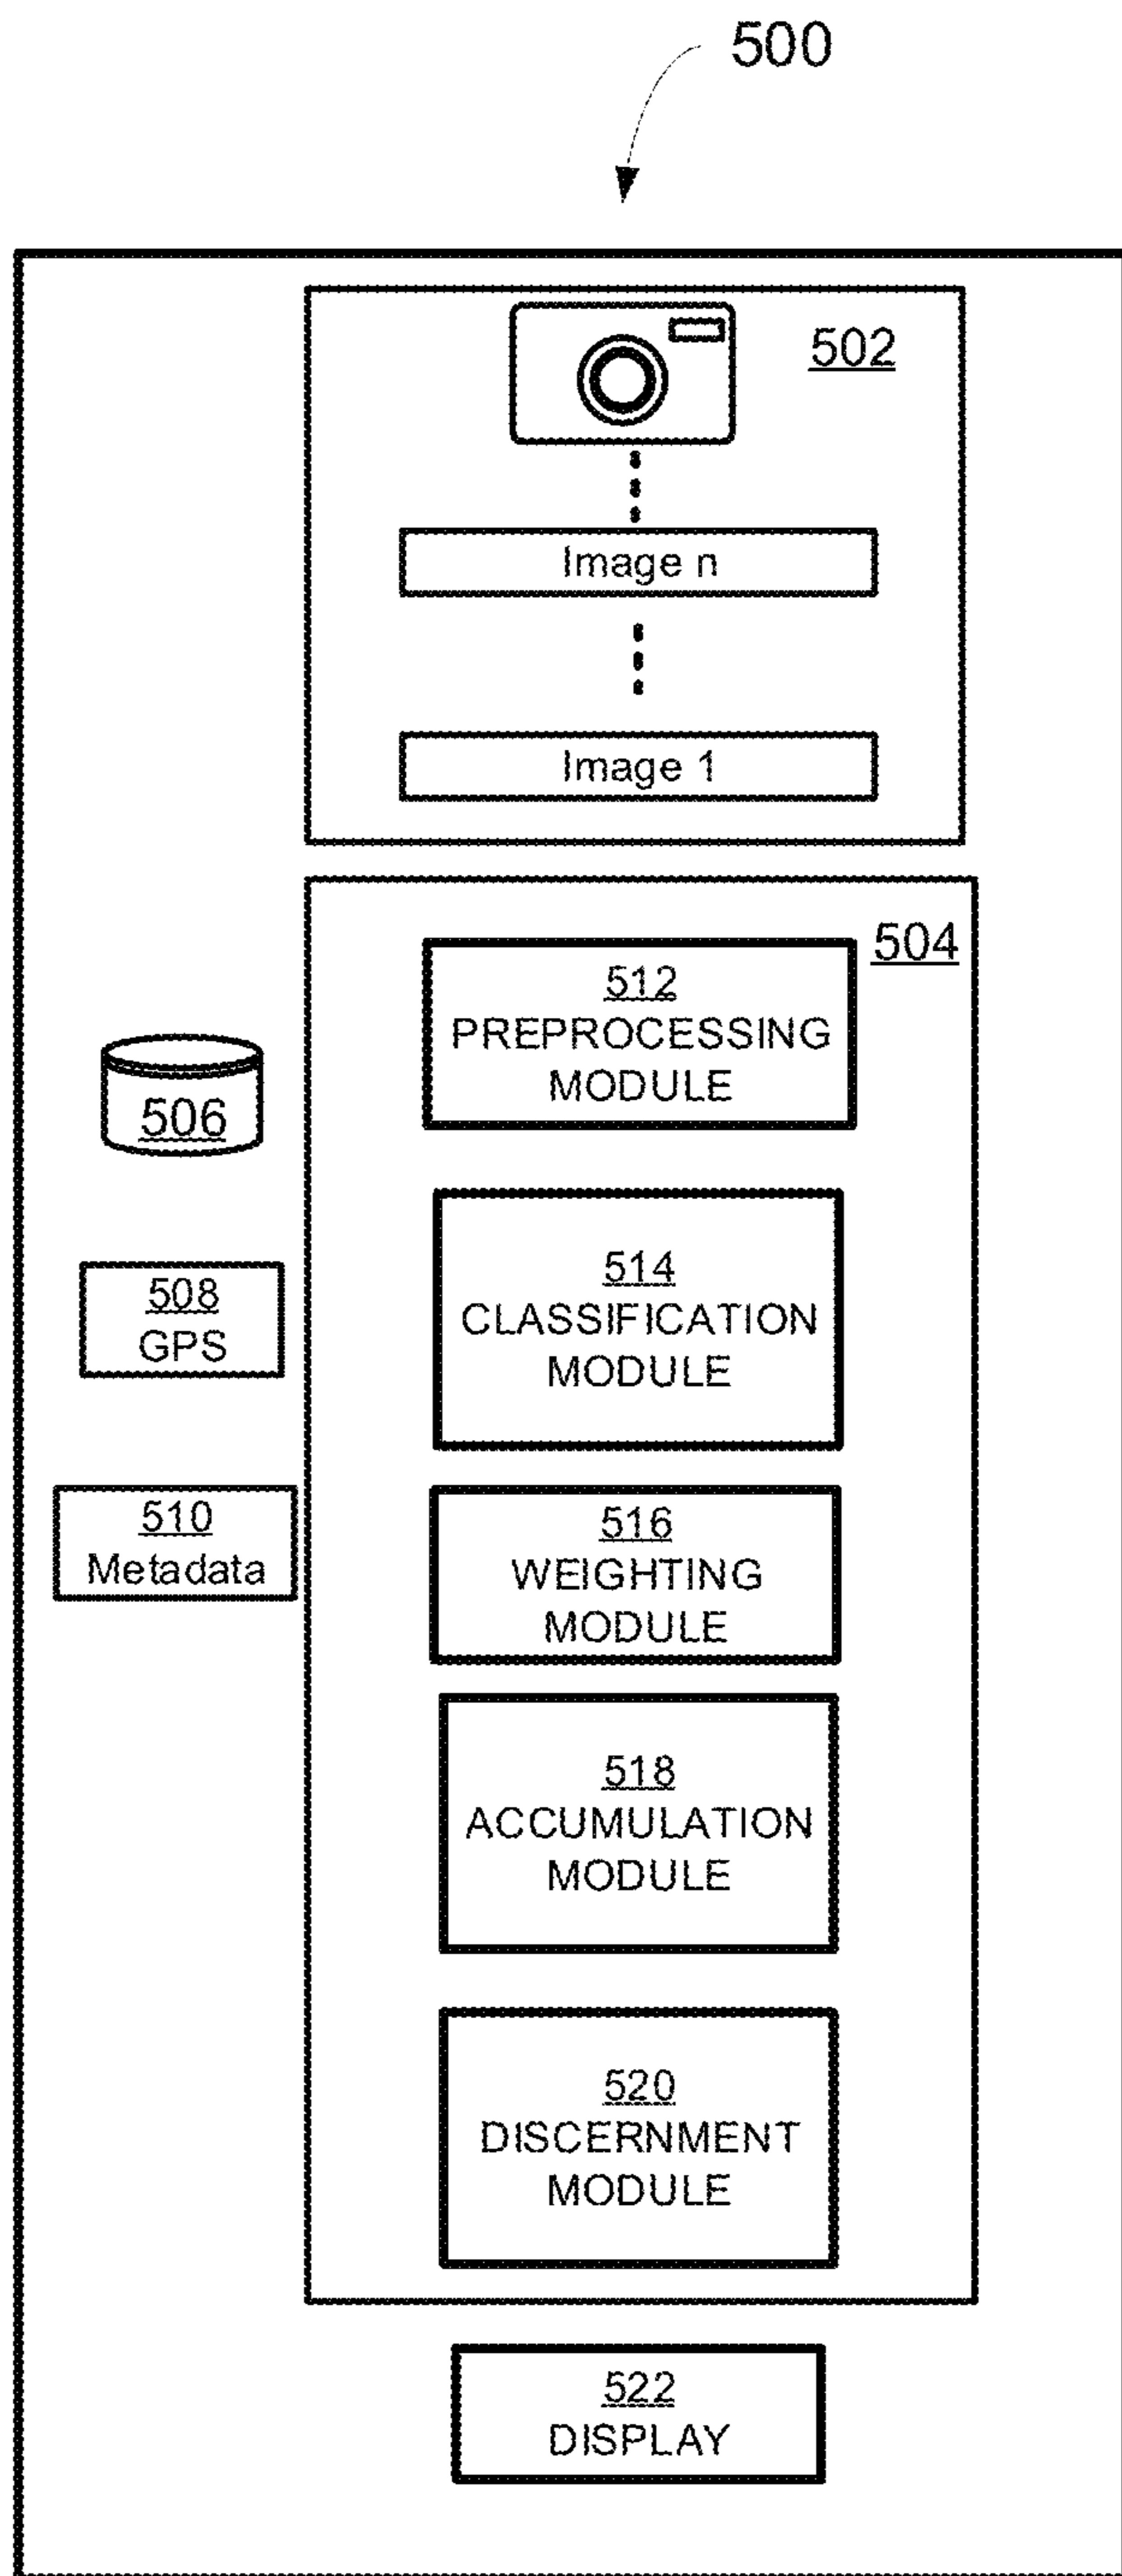 500
502
Image n
Image 1
504
512
PREPROCESSING
MODULE
506
514
CLASSIFICATION
MODULE
508
GPS
510
Metadata
516
WEIGHTING
MODULE
518
ACCUMULATION
MODULE
520
DISCERNMENT
MODULE
522
DISPLAY